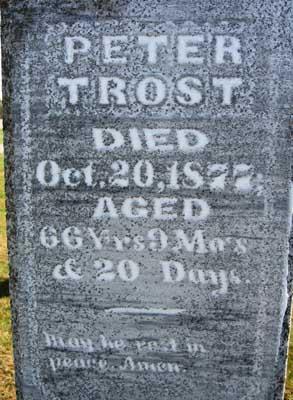 PETER
TROST
DIED
Oct. 20, 1877;
AGED
66 Yrs 9 Mo's
& 20 Days.
may he rest in
peace. Amen.